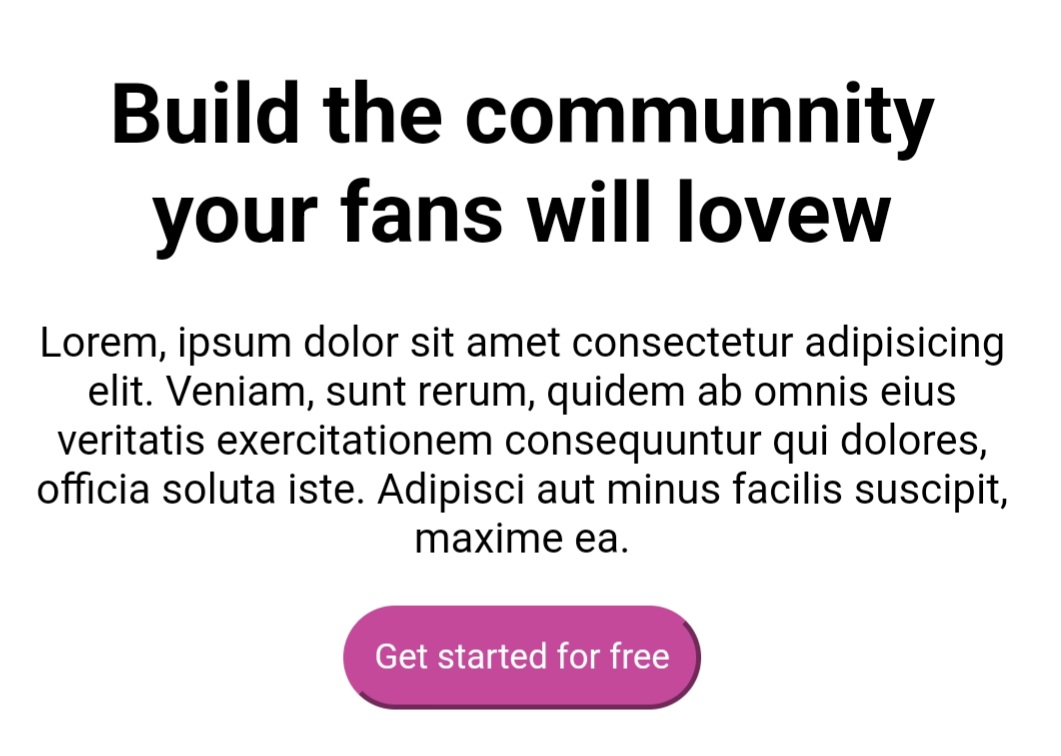 Build the communnity
your fans will lovew
Lorem, ipsum dolor sit amet consectetur adipisicing
elit. Veniam, sunt rerum, quidem ab omnis eius
veritatis exercitationem consequuntur qui dolores,
officia soluta iste. Adipisci aut minus facilis suscipit,
maxime ea.
Get started for free